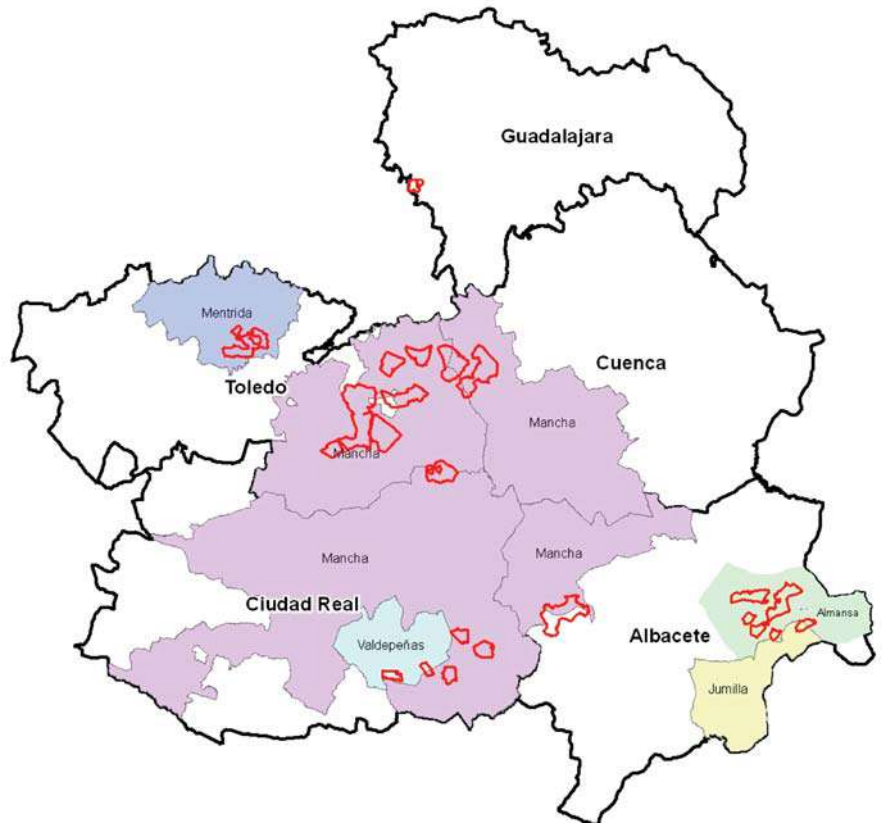 Guadalajara
Mentrida
Cuenca
Toledo
Mancha
Mancha
Mancha
Mancha
Ciudad Real
Albacete
Almansa
Valdepeñas
Jumilla